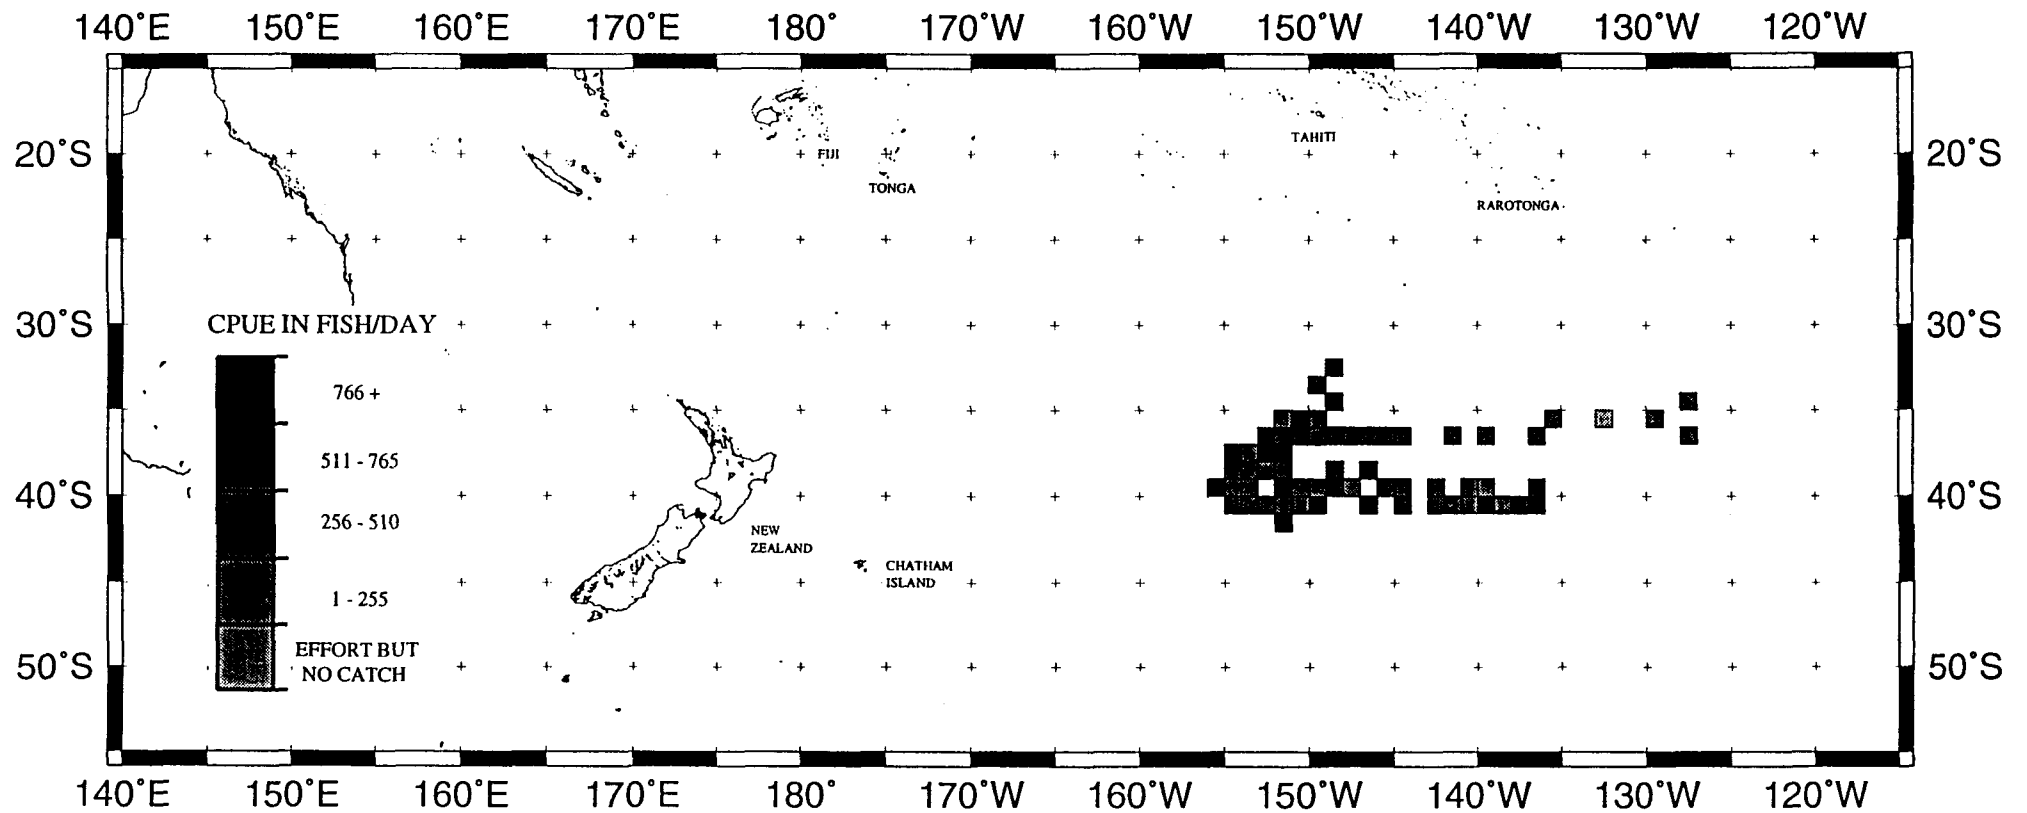 140°E 150°E 160°E 170°E 180° 170°W 160°W 150°W 140°W 130°W 120°W
TAHITI
20°S FIJI 20°S
TONGA
RAROTONGA
30°S CPUE IN FISH/DAY 30°S
766 +
511 - 765
40°S 40°S
256 - 510
NEW
ZEALAND
CHATHAM
ISLAND
1 - 255
EFFORT BUT
50°S NO CATCH 50°S
140°E 150°E 160°E 170°E 180° 170°W 160°W 150°W 140°W 130°W 120°W